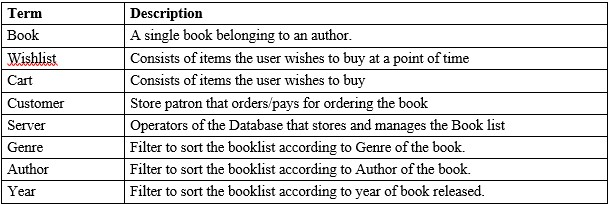 Term Description
Book A single book belonging to an author.
Wishlist Consists of items the user wishes to buy at a point of time
Cart Consists of items the user wishes to buy
Customer Store patron that orders/pays for ordering the book
Server Operators of the Database that stores and manages the Book list
Genre Filter to sort the booklist according to Genre of the book.
Author Filter to sort the booklist according to Author of the book.
Year Filter to sort the booklist according to year of book released.